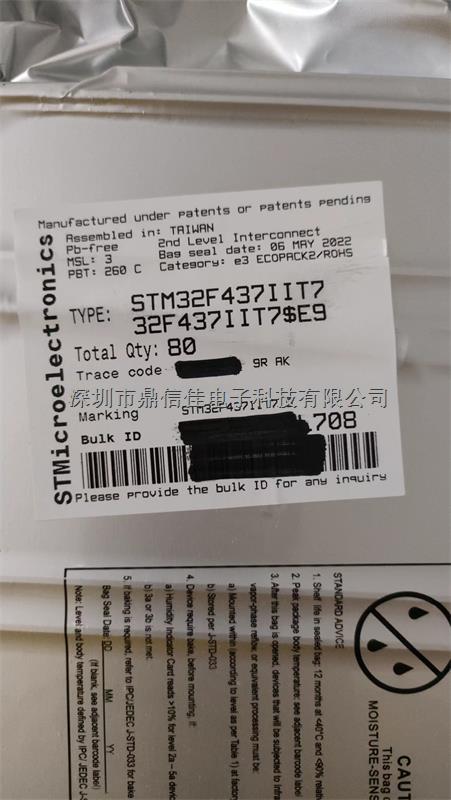 Manufactured under patents or patents pending
Assembled in: TAIWAN
Pb-free 2nd Level Interconnect
MSL: 3 Bag seal date: 06 MAY 2022
PBT: 260 C Category: e3 ECOPACK2/ROHS
STMicroelectronics
TYPE: STM32F437IIT7
32F437IIT7$E9
Total Qty: 80
Trace code 9R AK
深圳市鼎信佳电子科技有限公司
Marking STM32F437IIT7
Bulk ID 708
Please provide the bulk ID for any inquiry
CAUT
This bag c
MOISTURE-SENS
STANDARD ADVICE
1. Shelf life in sealed bag: 12 months at <40°C and <90% relativ
2. Peak package body temperature: see adjacent barcode label
3. After this bag is opened, devices that will be subjected to infra
vapor-phase reflow, or equivalent processing must be:
a) Mounted within (according to level as per Table 1) at factory
b) Stored per J-STD-033
4. Device require bake, before mounting, if:
a) Humidity Indicator Card reads >10% for level 2a - 5a devic
b) 3a or 3b is not met.
5. If baking is required, refer to IPC/JEDEC J-STD-033 for bake
Bag Seal Date: DD MM YY
(If blank, see adjacent barcode label)
Note: Level and body temperature defined by IPC/ JEDEC J-S